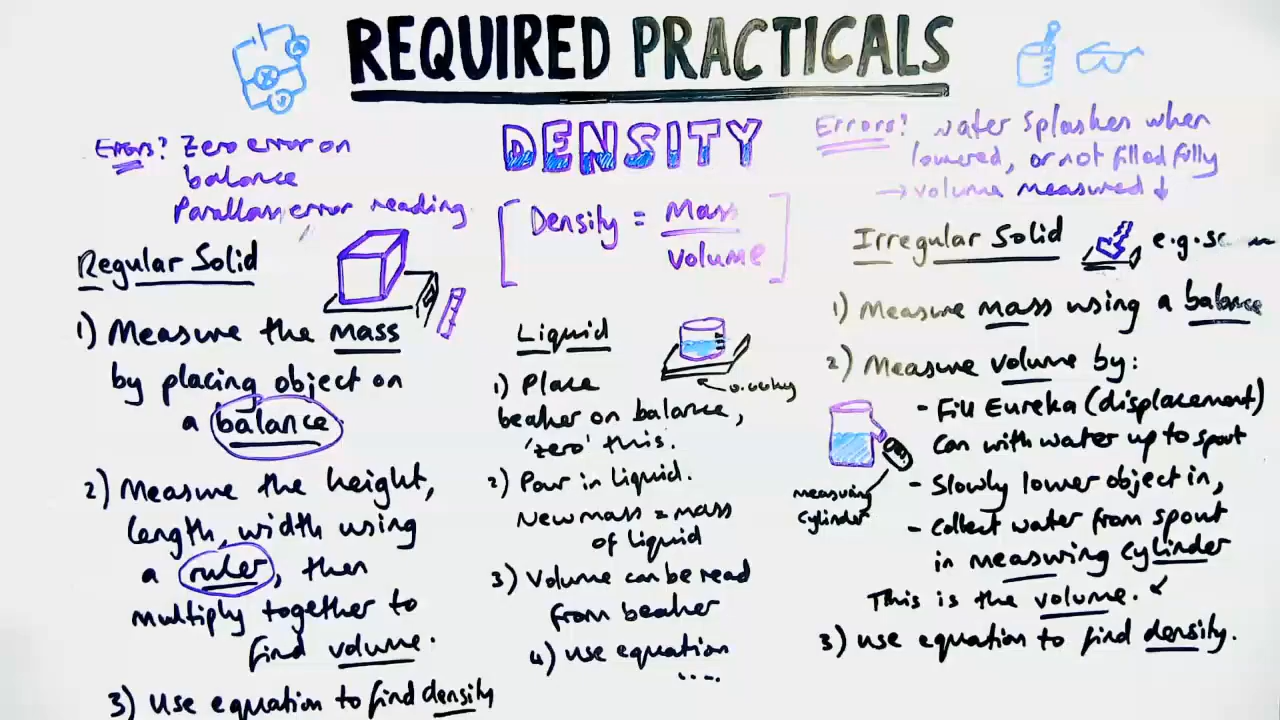 REQUIRED PRACTICALS
DENSITY
[Density = Mass
Volume]
Errors? Zero error on
balance
Parallax error reading
Regular Solid
1) Measure the mass
by placing object on
a balance.
2) Measure the height,
length, width using
a ruler, then
multiply together to
find volume.
3) Use equation to find density
Liquid
1) Place
beaker on balance,
'zero' this.
2) Pour in liquid.
New mass = mass
of liquid
3) Volume can be read
from beaker
4) Use equation
....
Errors? Water splashes when
lowered, or not filled fully
→ volume measured ↓
Irregular Solid
e.g.
1) Measure mass using a balance
2) Measure volume by:
- Fill Eureka (displacement)
can with water up to spout
- Slowly lower object in,
- Collect water from spout
in measuring cylinder
This is the volume.
measuring
cylinder
3) use equation to find density.